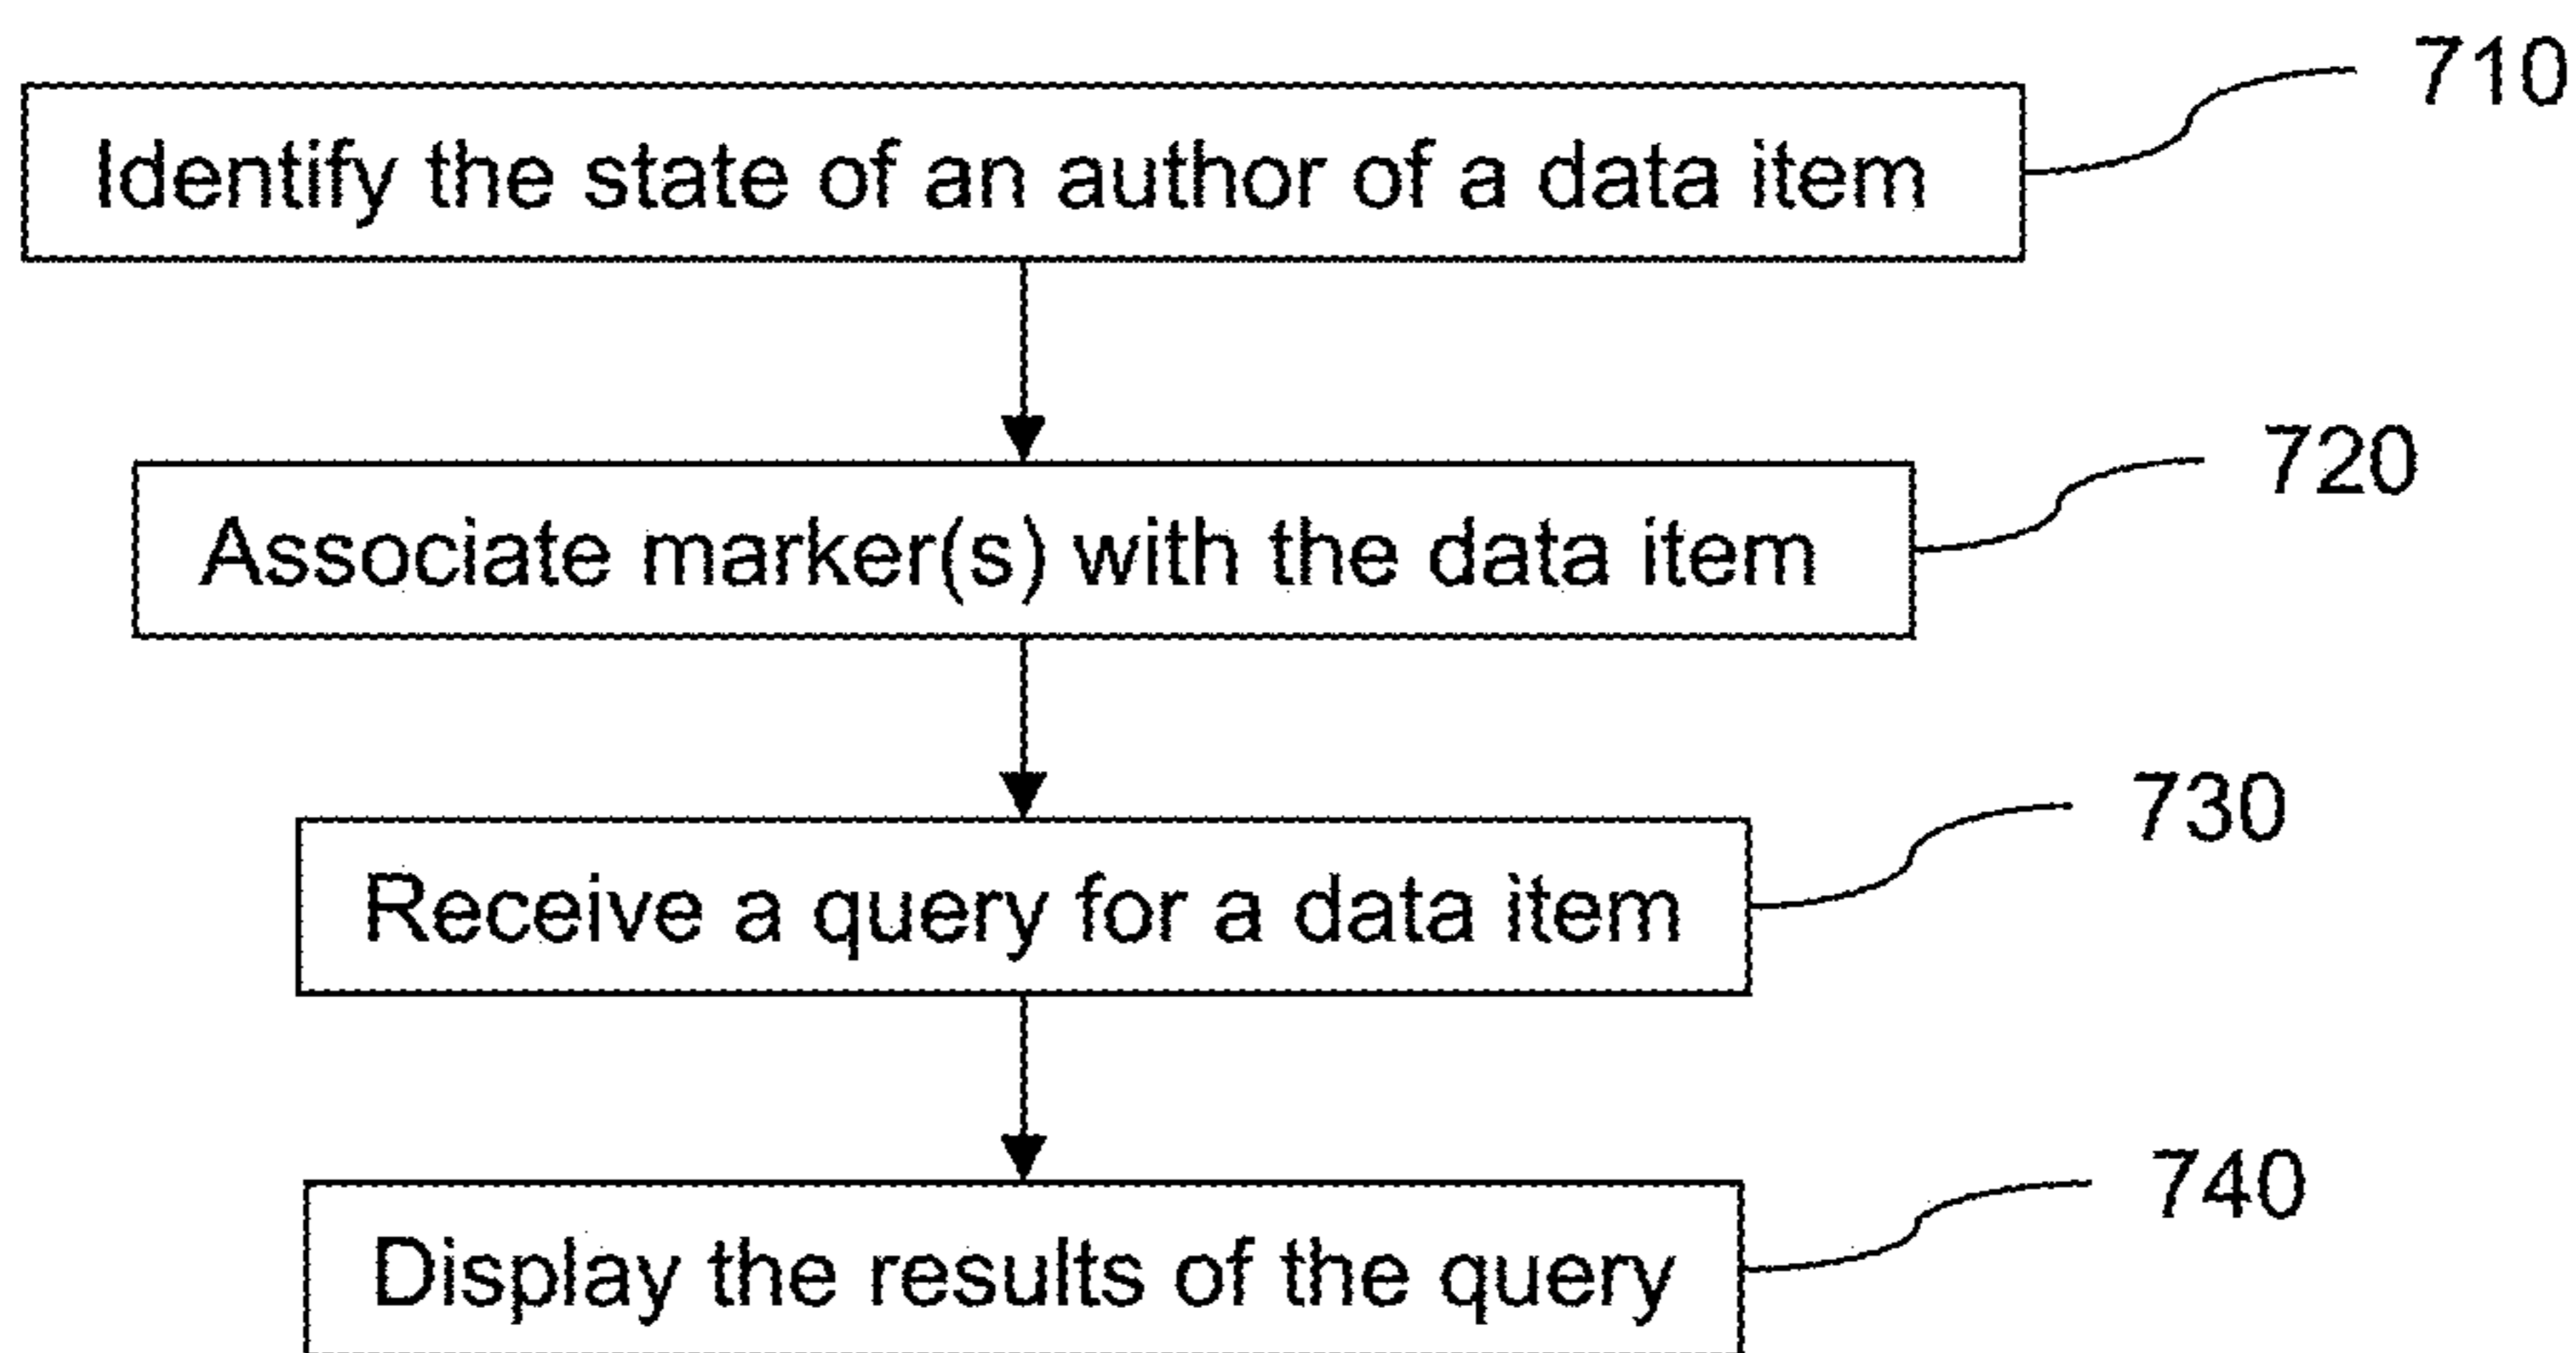 710
Identify the state of an author of a data item
720
Associate marker(s) with the data item
730
Receive a query for a data item
740
Display the results of the query